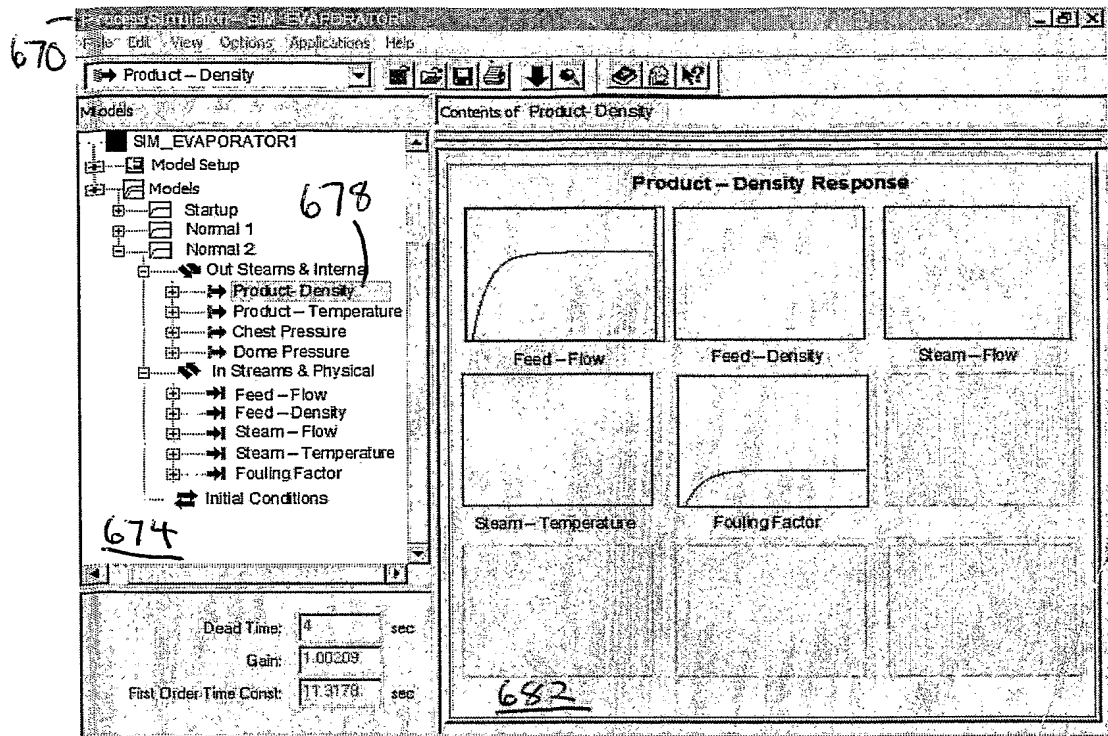 Process Simulation – SIM_EVAPORATOR1
670
File Edit View Options Applications Help
Product – Density
Models
Contents of Product-Density
SIM_EVAPORATOR1
Model Setup
Models
Startup
Normal 1
Normal 2
678
Out Steams & Interna
Product-Density
Product – Temperature
Chest Pressure
Dome Pressure
In Streams & Physical
Feed – Flow
Feed – Density
Steam – Flow
Steam – Temperature
Fouling Factor
Initial Conditions
674
Dead Time: 4 sec
Gain: 1.00209
First Order Time Const: 11.3178 sec
Product – Density Response
Feed – Flow
Feed – Density
Steam – Flow
Steam – Temperature
Fouling Factor
682